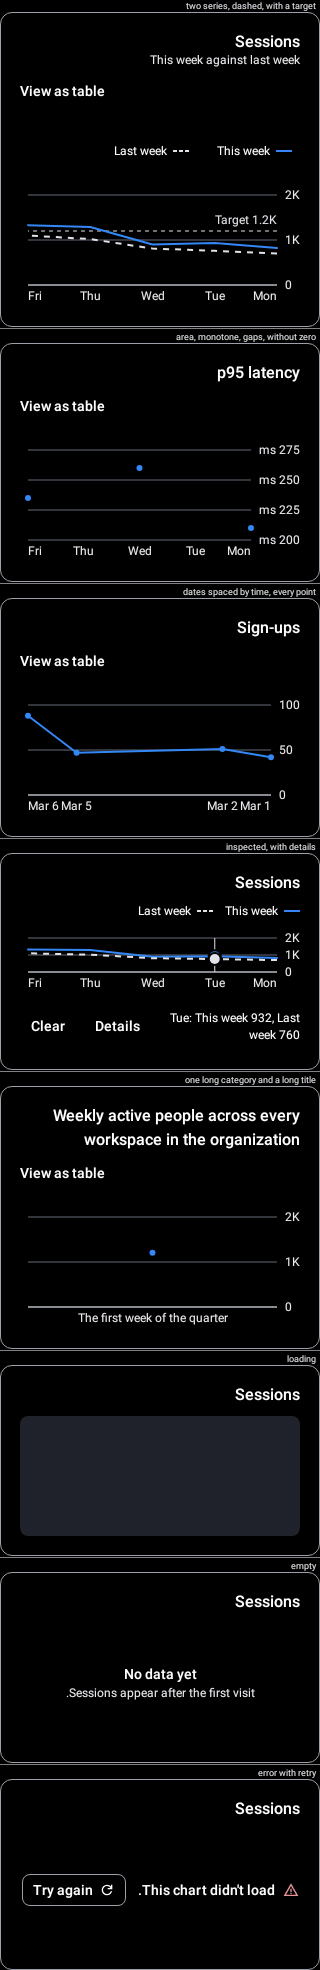 two series, dashed, with a target
Sessions
This week against last week
View as table
Last week
This week
2K
Target 1.2K
1K
0
Fri Thu Wed Tue Mon
area, monotone, gaps, without zero
p95 latency
View as table
ms 275
ms 250
ms 225
ms 200
Fri Thu Wed Tue Mon
dates spaced by time, every point
Sign-ups
View as table
100
50
0
Mar 6 Mar 5 Mar 2 Mar 1
inspected, with details
Sessions
Last week
This week
2K
1K
0
Fri Thu Wed Tue Mon
Clear
Details
Tue: This week 932, Last
week 760
one long category and a long title
Weekly active people across every
workspace in the organization
View as table
2K
1K
0
The first week of the quarter
loading
Sessions
empty
Sessions
No data yet
.Sessions appear after the first visit
error with retry
Sessions
Try again
.This chart didn't load